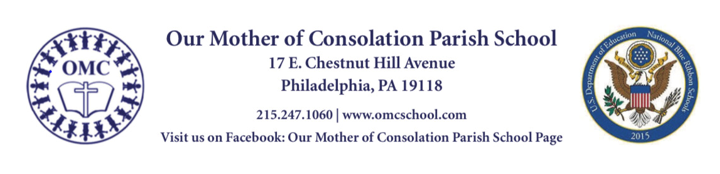 OMC
Our Mother of Consolation Parish School
17 E. Chestnut Hill Avenue
Philadelphia, PA 19118
215.247.1060 | www.omcschool.com
Visit us on Facebook: Our Mother of Consolation Parish School Page
U.S. Department of Education
National Blue Ribbon Schools
2015